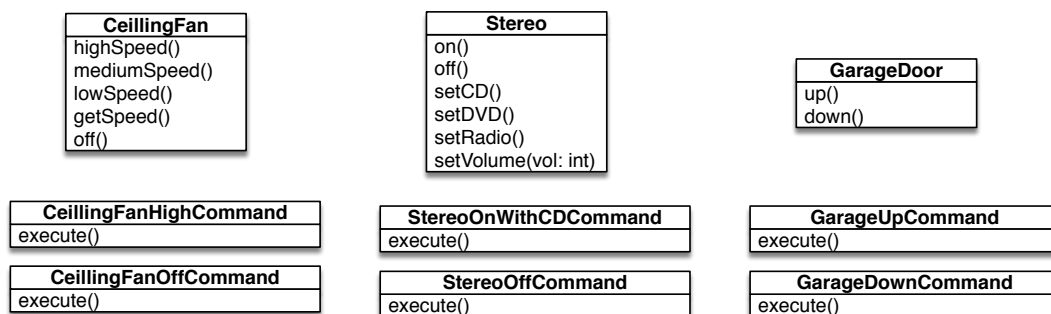 CeillingFan
highSpeed()
mediumSpeed()
lowSpeed()
getSpeed()
off()
Stereo
on()
off()
setCD()
setDVD()
setRadio()
setVolume(vol: int)
GarageDoor
up()
down()
CeillingFanHighCommand
execute()
StereoOnWithCDCommand
execute()
GarageUpCommand
execute()
CeillingFanOffCommand
execute()
StereoOffCommand
execute()
GarageDownCommand
execute()